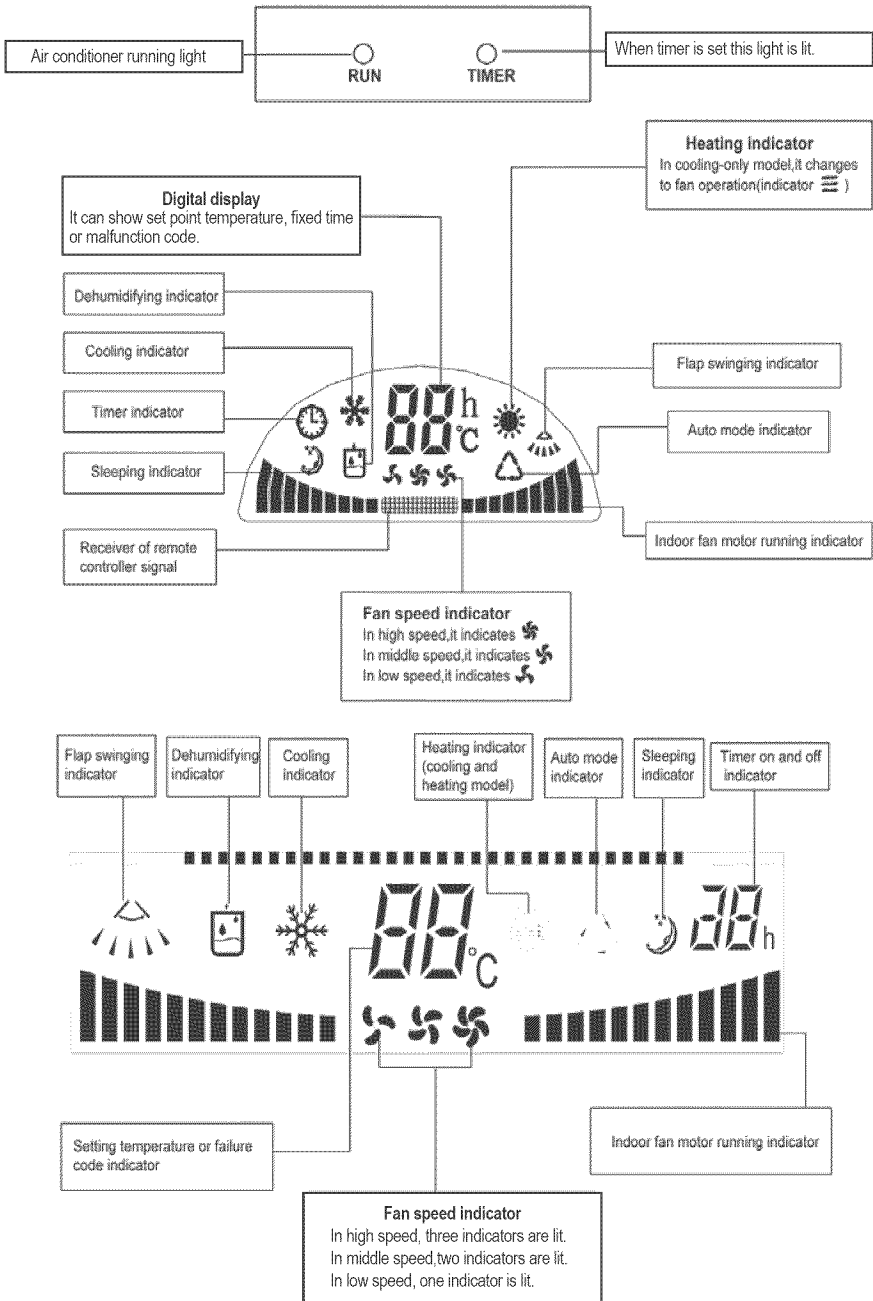 Air conditioner running light
RUN
TIMER
When timer is set this light is lit.
Heating indicator
In cooling-only model,it changes
to fan operation(indicator )
Digital display
It can show set point temperature, fixed time
or malfunction code.
Dehumidifying indicator
Cooling indicator
Timer indicator
Sleeping indicator
Receiver of remote
controller signal
88h
°C
Flap swinging indicator
Auto mode indicator
Indoor fan motor running indicator
Fan speed indicator
In high speed,it indicates
In middle speed,it indicates
In low speed,it indicates
Flap swinging
indicator
Dehumidifying
indicator
Cooling
indicator
Heating indicator
(cooling and
heating model)
Auto mode
indicator
Sleeping
indicator
Timer on and off
indicator
88
°C
28h
Setting temperature or failure
code indicator
Indoor fan motor running indicator
Fan speed indicator
In high speed, three indicators are lit.
In middle speed,two indicators are lit.
In low speed, one indicator is lit.